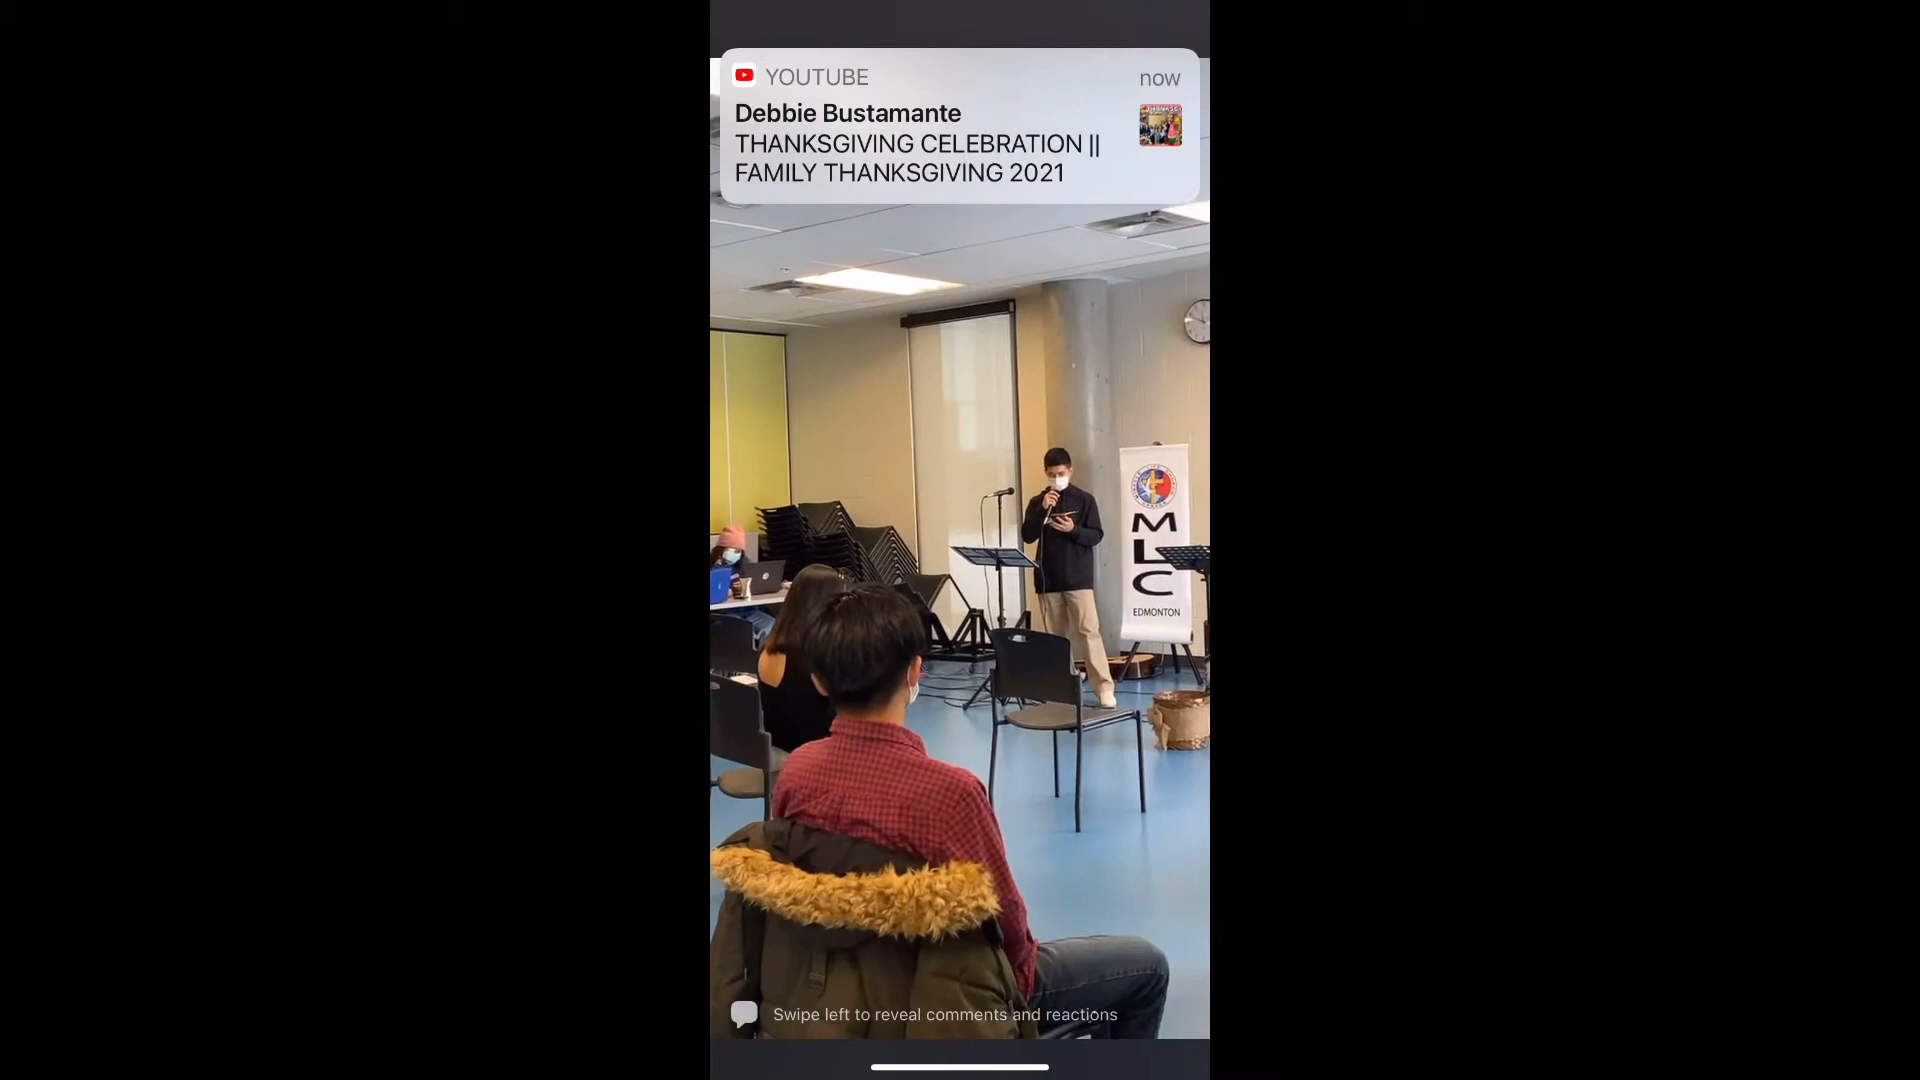 YOUTUBE
now
Debbie Bustamante
THANKSGIVING CELEBRATION ||
FAMILY THANKSGIVING 2021
M
L
C
EDMONTON
Swipe left to reveal comments and reactions